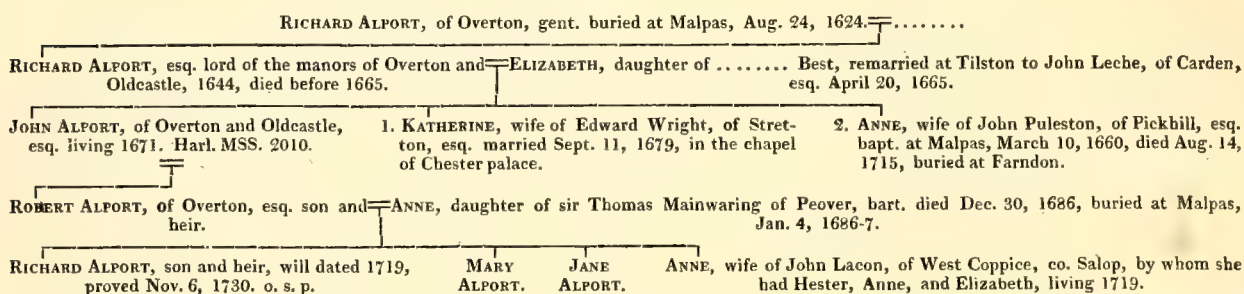 RICHARD ALPORT, of Overton, gent. buried at Malpas, Aug. 24, 1624.=........
RICHARD ALPORT, esq. lord of the manors of Overton and=ELIZABETH, daughter of ........ Best, remarried at Tilston to John Leche, of Carden,
Oldcastle, 1644, died before 1665. esq. April 20, 1665.
JOHN ALPORT, of Overton and Oldcastle,
esq. living 1671. Harl. MSS. 2010.
1. KATHERINE, wife of Edward Wright, of Stret-
ton, esq. married Sept. 11, 1679, in the chapel
of Chester palace.
2. ANNE, wife of John Puleston, of Pickhill, esq.
bapt. at Malpas, March 10, 1660, died Aug. 14,
1715, buried at Farndon.
ROBERT ALPORT, of Overton, esq. son and=ANNE, daughter of sir Thomas Mainwaring of Peover, bart. died Dec. 30, 1686, buried at Malpas,
heir. Jan. 4, 1686-7.
RICHARD ALPORT, son and heir, will dated 1719,
proved Nov. 6, 1730. o. s. p.
MARY
ALPORT.
JANE
ALPORT.
ANNE, wife of John Lacon, of West Coppice, co. Salop, by whom she
had Hester, Anne, and Elizabeth, living 1719.